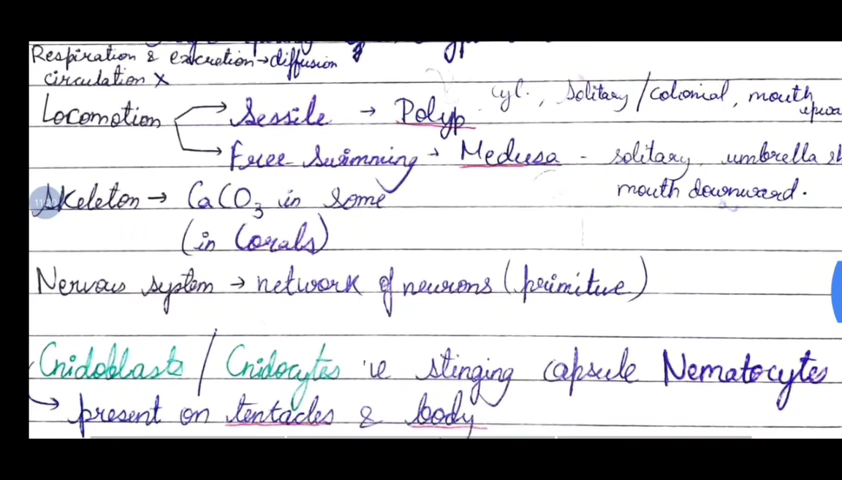 Respiration & excretion → diffusion
circulation x
Locomotion → Sessile → Polyp cyl., solitary/colonial, mouth
→ Free Swimming → Medusa - solitary, umbrella
mouth downward.
Skeleton → CaCO3 in some
(in Corals)
Nervous system → network of neurons (primitive)
Cnidoblasts / Cnidocytes ie stinging capsule Nematocytes
→ present on tentacles & body